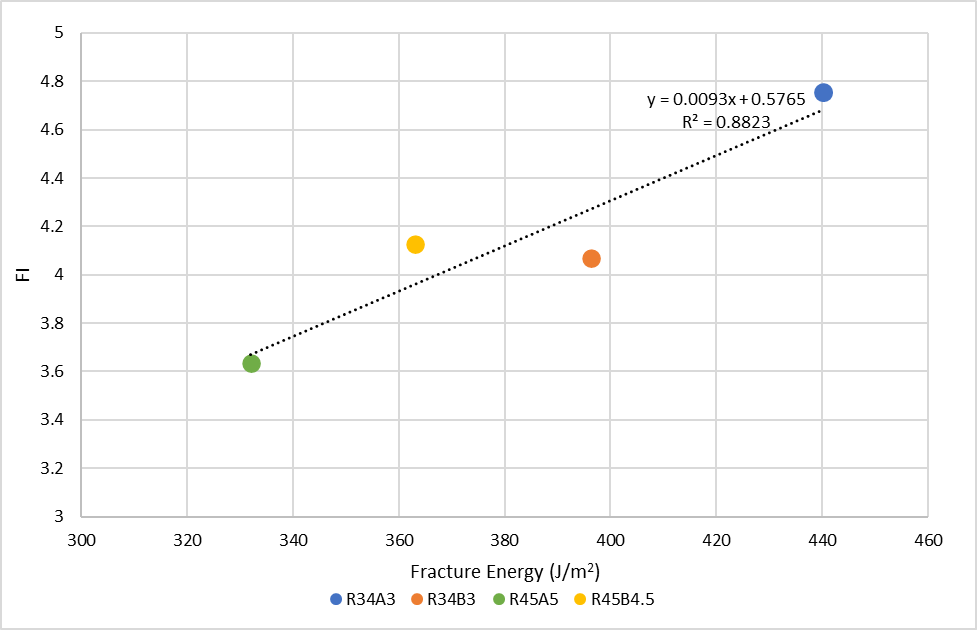 5
4.8
y = 0.0093x + 0.5765
R² = 0.8823
4.6
4.4
4.2
FI
4
3.8
3.6
3.4
3.2
3
300 320 340 360 380 400 420 440 460
Fracture Energy (J/m²)
R34A3 R34B3 R45A5 R45B4.5